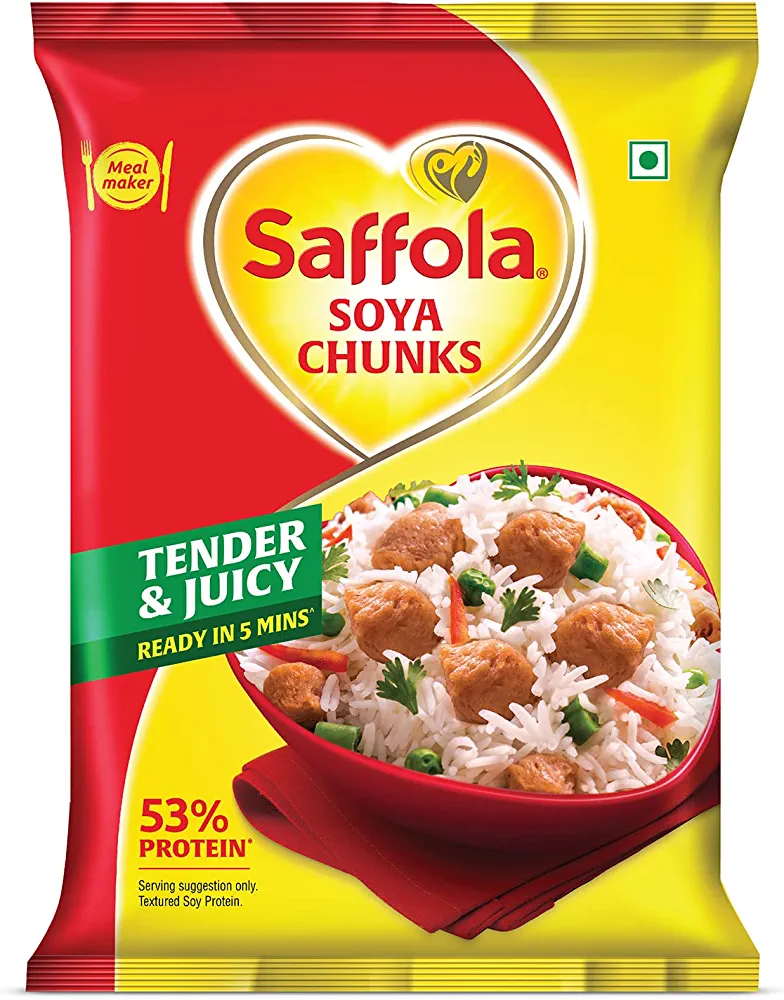 Meal
maker
Saffola®
SOYA
CHUNKS
TENDER
& JUICY
READY IN 5 MINS^
53%
PROTEIN*
Serving suggestion only.
Textured Soy Protein.